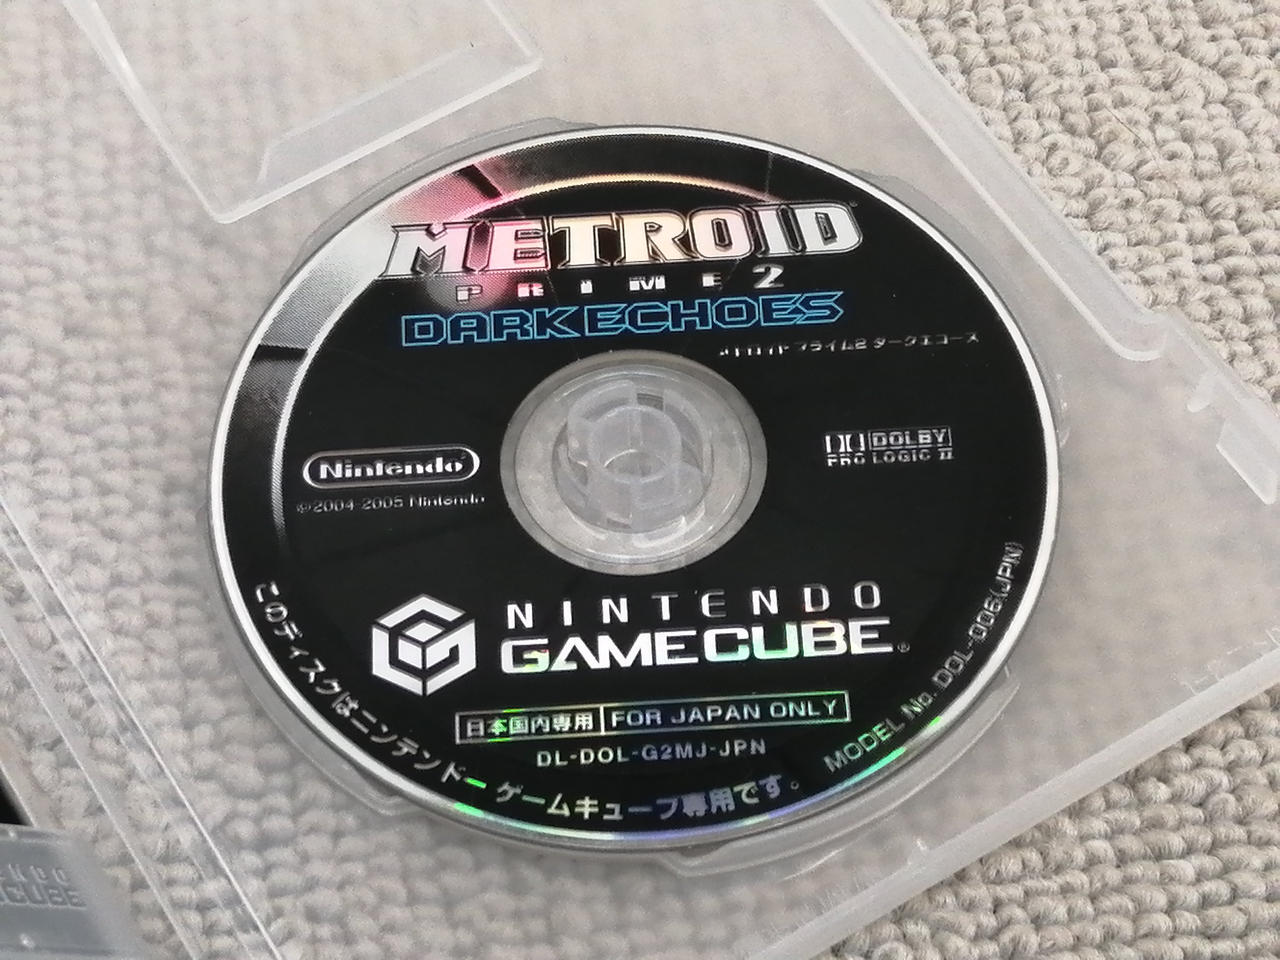 METROID
PRIME 2
DARK ECHOES
メトロイド プライム2 ダークエコーズ
Nintendo
©2004-2005 Nintendo
DOLBY
PRO LOGIC II
NINTENDO
GAMECUBE
日本国内専用 FOR JAPAN ONLY
DL-DOL-G2MJ-JPN
このディスクはニンテンドーゲームキューブ専用です。
MODEL No. DOL-006(JPN)